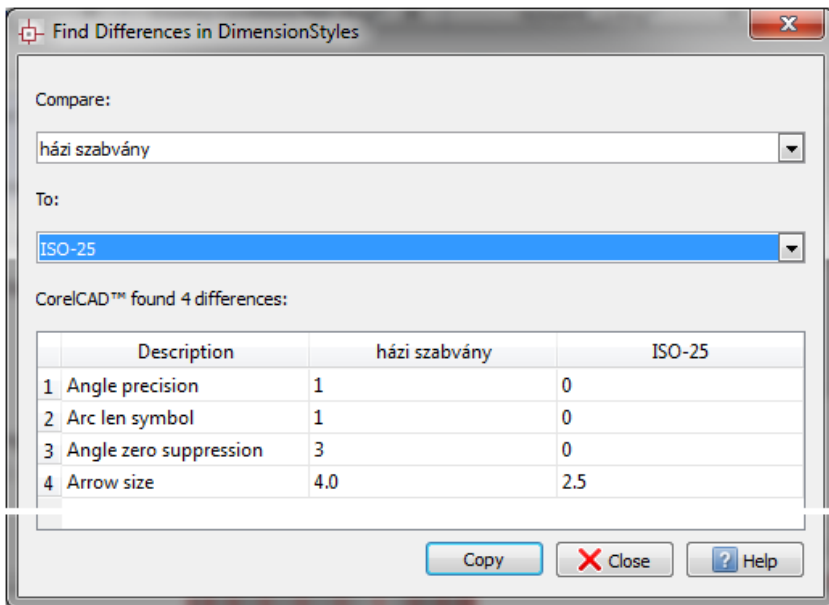 Find Differences in DimensionStyles
Compare:
házi szabvány
To:
ISO-25
CorelCAD™ found 4 differences:
Description házi szabvány ISO-25
1 Angle precision 1 0
2 Arc len symbol 1 0
3 Angle zero suppression 3 0
4 Arrow size 4.0 2.5
Copy Close Help